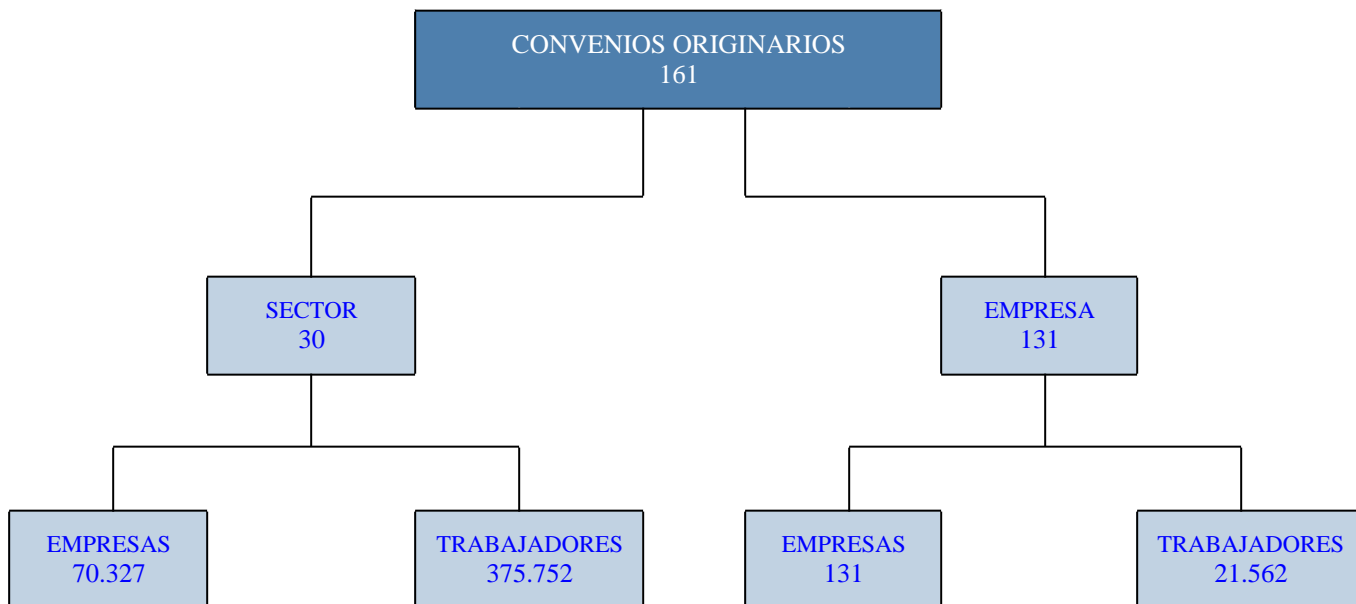 CONVENIOS ORIGINARIOS
161
SECTOR
30
EMPRESA
131
EMPRESAS
70.327
TRABAJADORES
375.752
EMPRESAS
131
TRABAJADORES
21.562